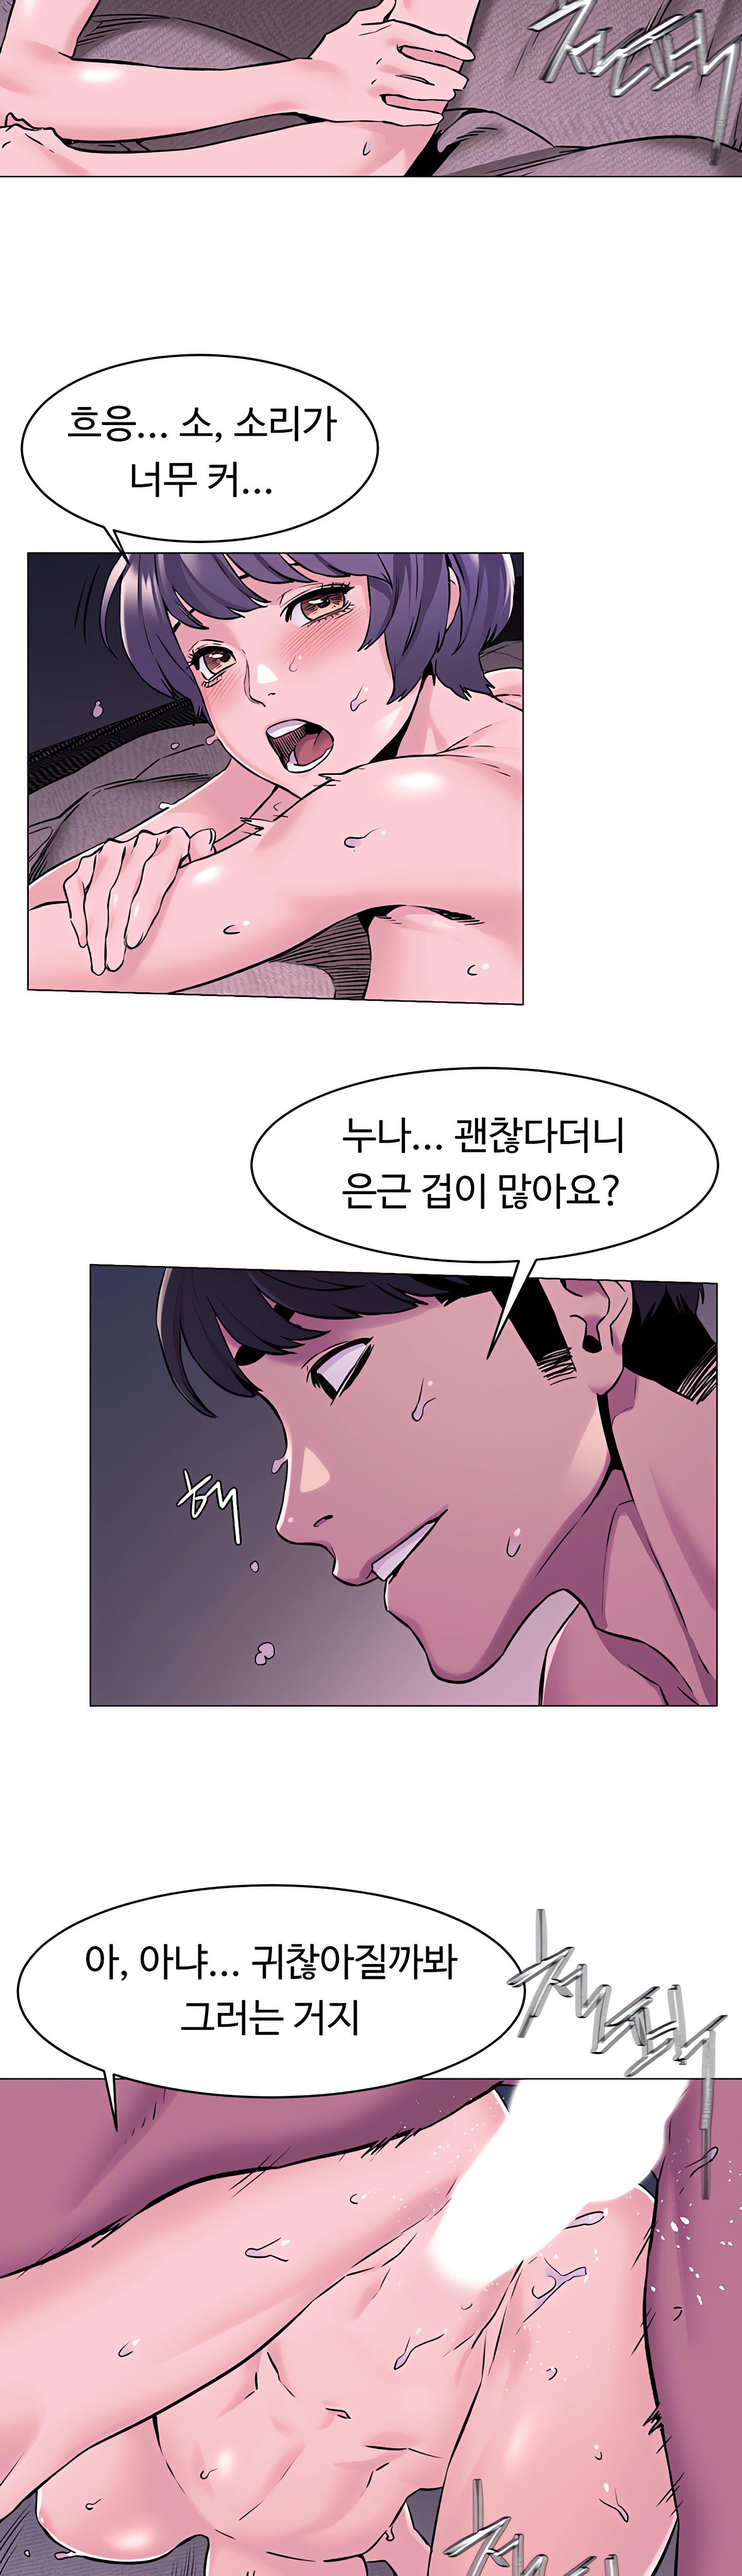 흐응... 소, 소리가
너무 커...
누나... 괜찮다더니
은근 겁이 많아요?
헤
아, 아냐... 귀찮아질까봐
그러는 거지